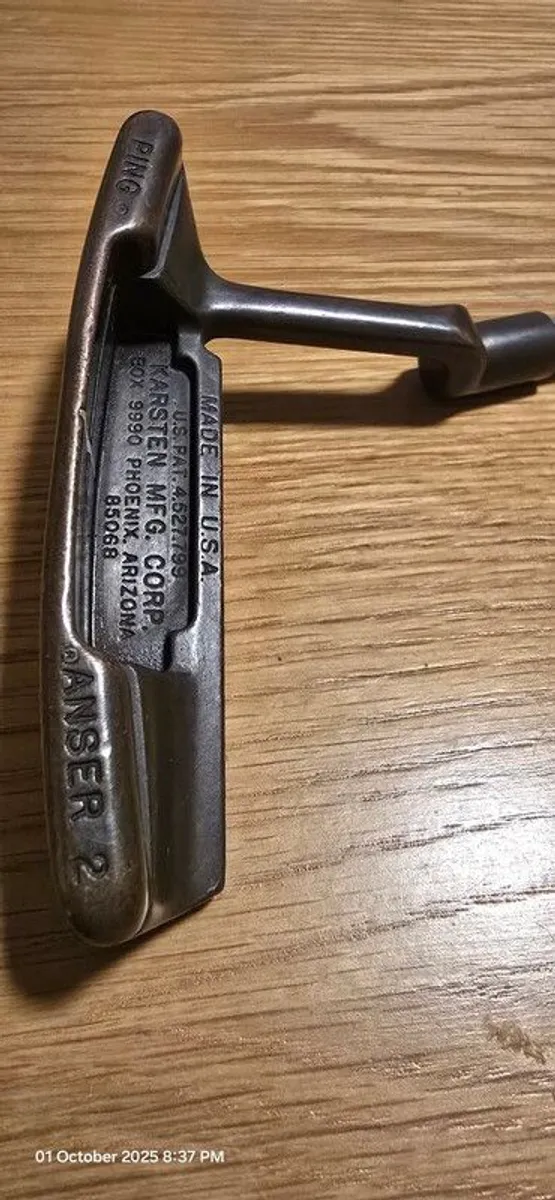 PING ®
MADE IN U.S.A.
U.S. PAT. 4,527,799
KARSTEN MFG. CORP.
BOX 9990 PHOENIX, ARIZONA
85068
® ANSER 2
01 October 2025 8:37 PM